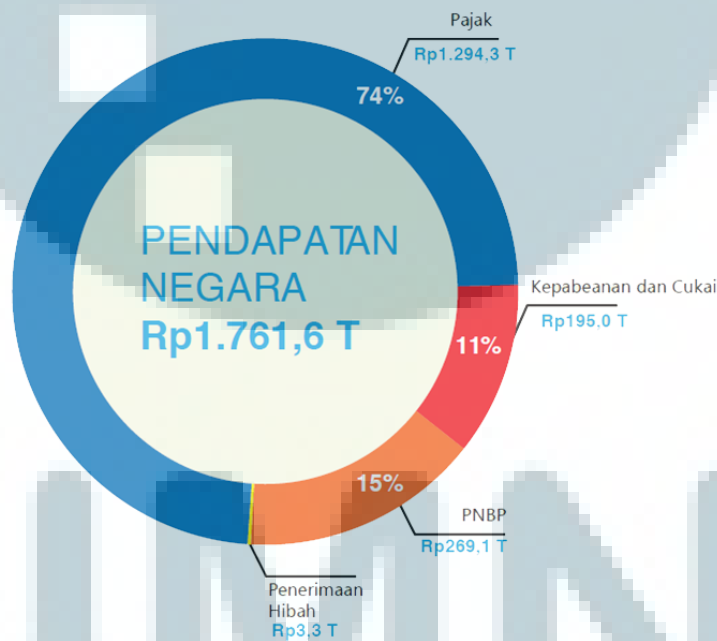 Pajak
Rp1.294,3 T
74%
PENDAPATAN
NEGARA
Rp1.761,6 T
Kepabeanan dan Cukai
Rp195,0 T
11%
15%
PNBP
Rp269,1 T
Penerimaan
Hibah
Rp3,3 T